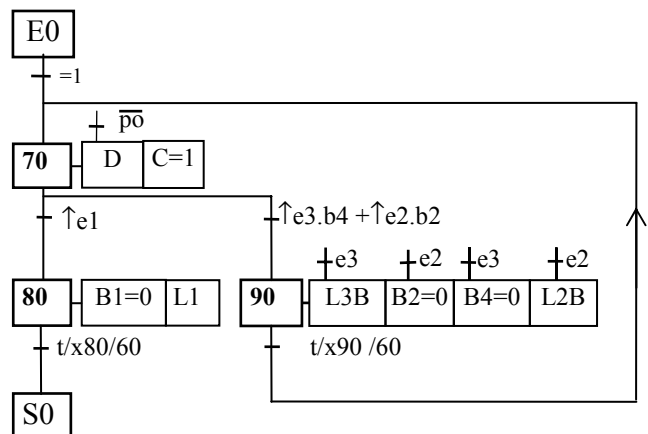 E0
=1
p̅o̅
70 D C=1
↑e1 ↑e3.b4 +↑e2.b2
e3 e2 e3 e2
80 B1=0 L1 90 L3B B2=0 B4=0 L2B
t/x80/60 t/x90 /60
S0